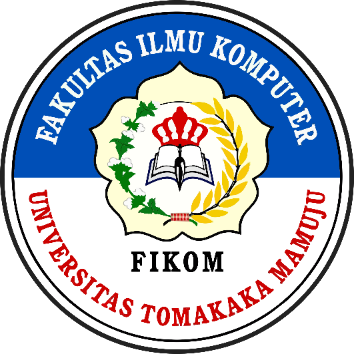 FAKULTAS ILMU KOMPUTER
FIKOM
UNIVERSITAS TOMAKAKA MAMUJU